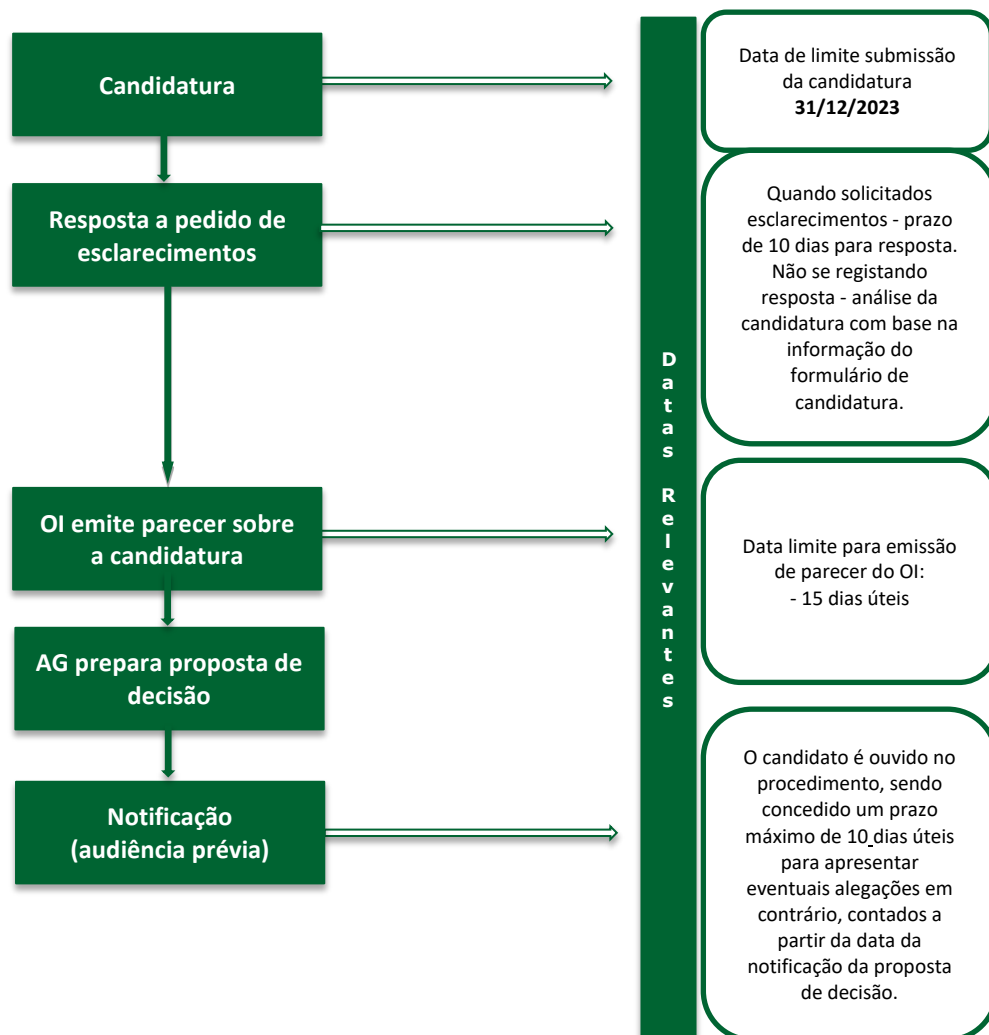 Candidatura
Data de limite submissão
da candidatura
31/12/2023
Resposta a pedido de
esclarecimentos
Quando solicitados
esclarecimentos - prazo
de 10 dias para resposta.
Não se registando
resposta - análise da
candidatura com base na
informação do
formulário de
candidatura.
Datas Relevantes
OI emite parecer sobre
a candidatura
Data limite para emissão
de parecer do OI:
- 15 dias úteis
AG prepara proposta de
decisão
Notificação
(audiência prévia)
O candidato é ouvido no
procedimento, sendo
concedido um prazo
máximo de 10 dias úteis
para apresentar
eventuais alegações em
contrário, contados a
partir da data da
notificação da proposta
de decisão.